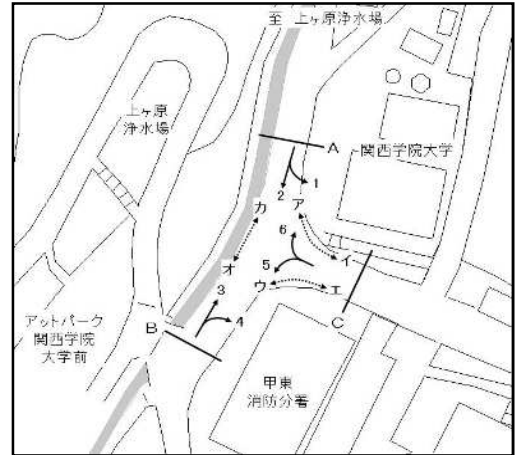 至 上ヶ原浄水場
上ヶ原
浄水場
A
関西学院大学
1
2
カ
ア
6
イ
オ
5
ウ
エ
3
4
B
C
アットパーク
関西学院
大学前
甲東
消防分署